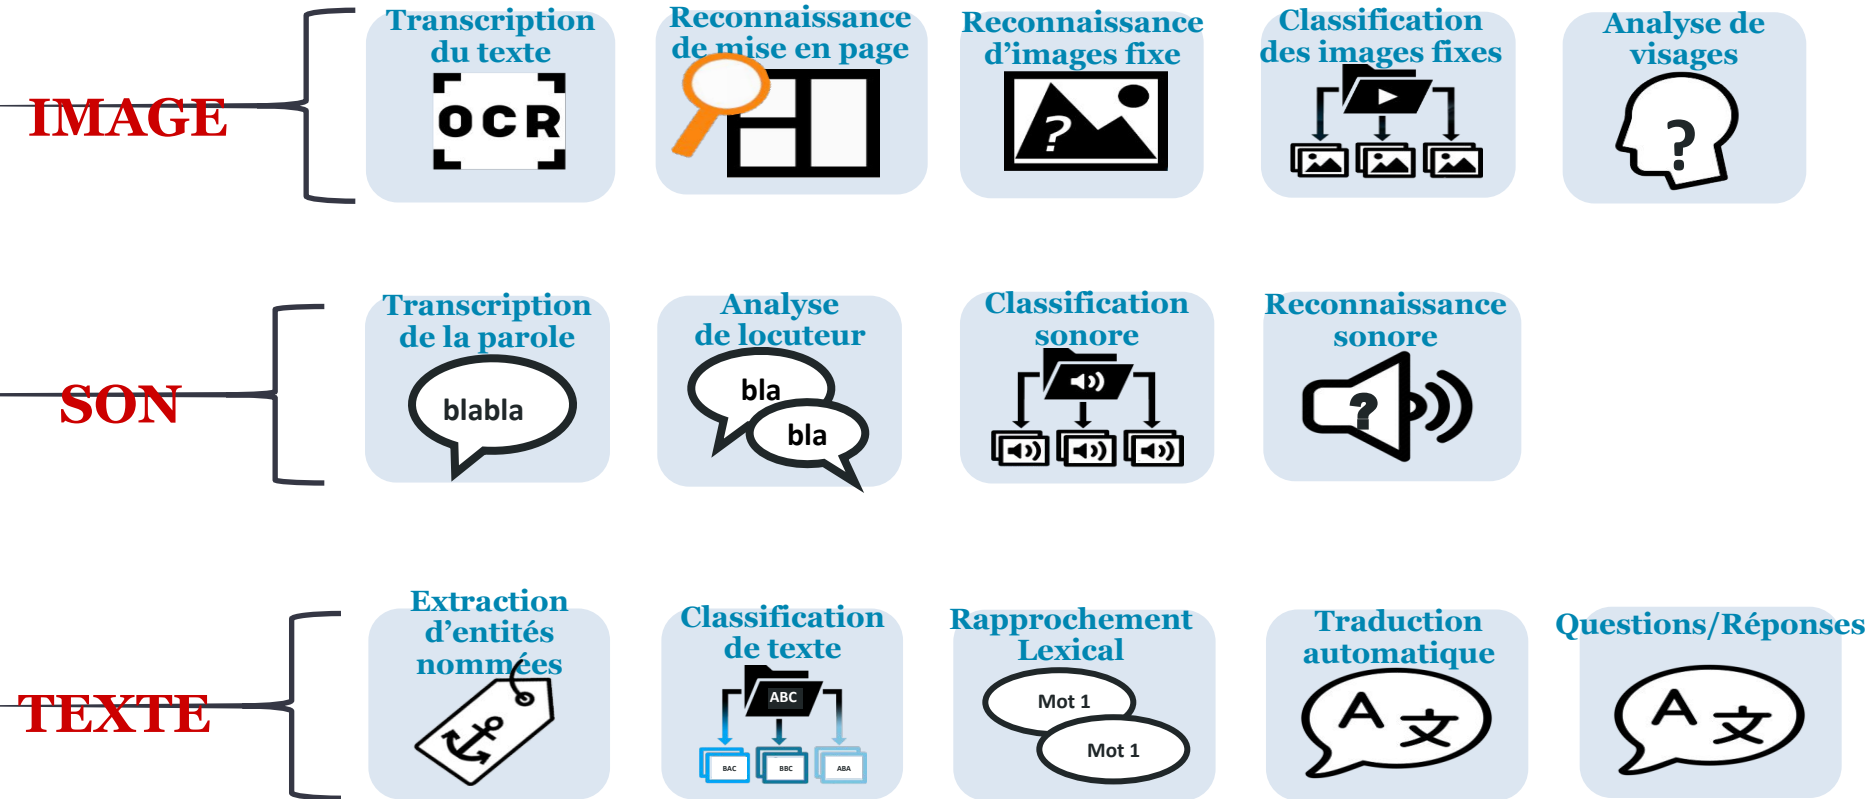 IMAGE
Transcription
du texte
OCR
Reconnaissance
de mise en page
Reconnaissance
d'images fixe
?
Classification
des images fixes
Analyse de
visages
?
SON
Transcription
de la parole
blabla
Analyse
de locuteur
bla
bla
Classification
sonore
Reconnaissance
sonore
?
TEXTE
Extraction
d'entités
nommées
Classification
de texte
ABC
BAC BBC ABA
Rapprochement
Lexical
Mot 1
Mot 1
Traduction
automatique
A 文
Questions/Réponses
A 文